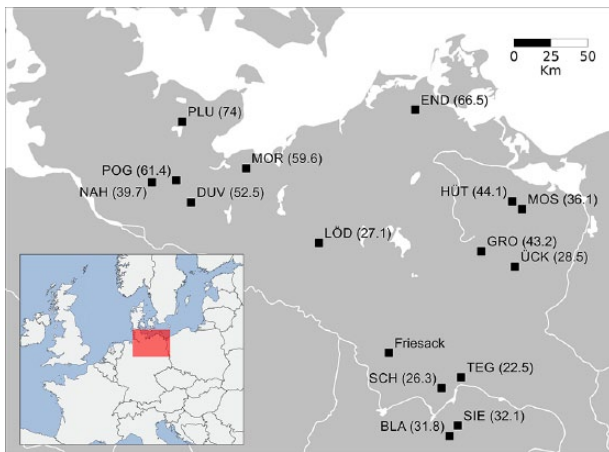 0 25 50
Km
END (66.5)
PLU (74)
MOR (59.6)
POG (61.4)
NAH (39.7)
DUV (52.5)
HÜT (44.1)
MOS (36.1)
LÖD (27.1)
GRO (43.2)
ÜCK (28.5)
Friesack
TEG (22.5)
SCH (26.3)
SIE (32.1)
BLA (31.8)